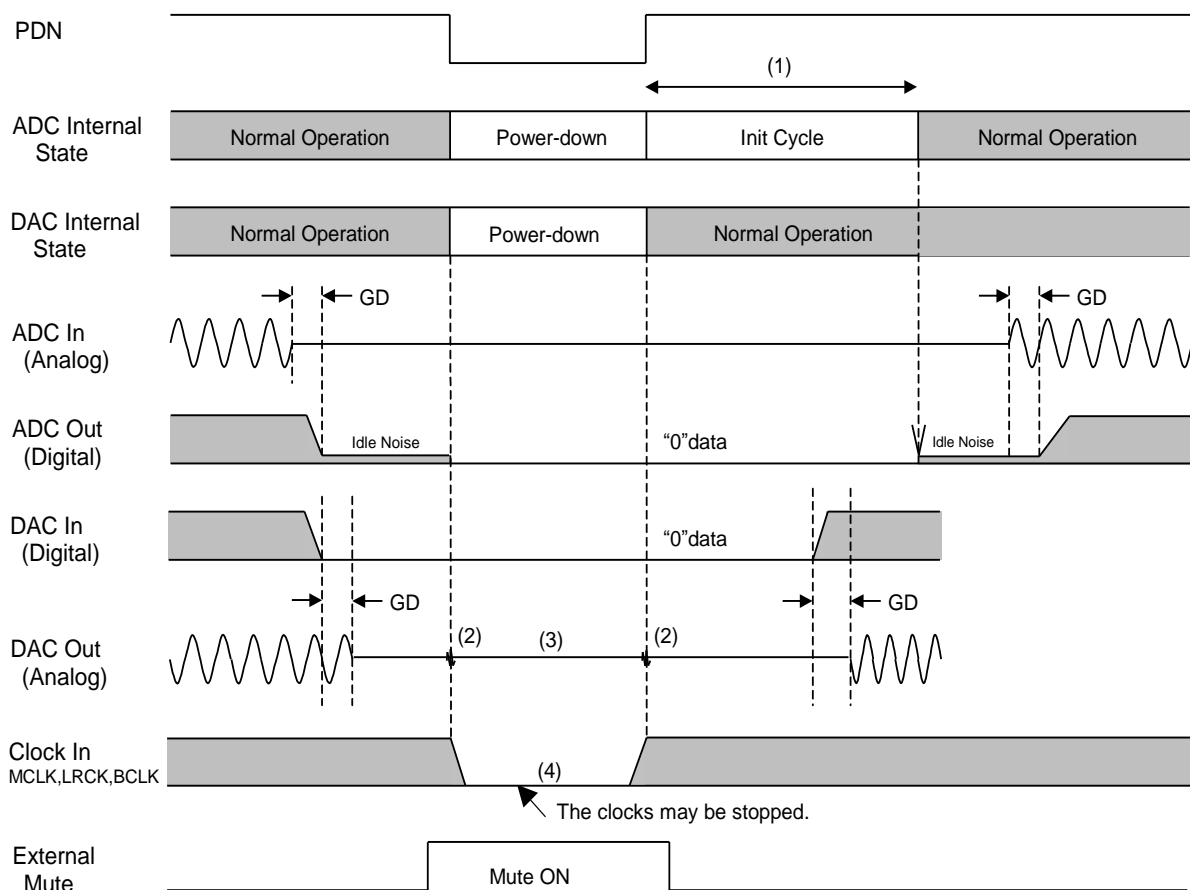 PDN
(1)
ADC Internal
State
Normal Operation
Power-down
Init Cycle
Normal Operation
DAC Internal
State
Normal Operation
Power-down
Normal Operation
GD
GD
ADC In
(Analog)
ADC Out
(Digital)
Idle Noise
“0”data
Idle Noise
DAC In
(Digital)
“0”data
GD
GD
DAC Out
(Analog)
(2)
(3)
(2)
Clock In
MCLK,LRCK,BCLK
(4)
The clocks may be stopped.
External
Mute
Mute ON